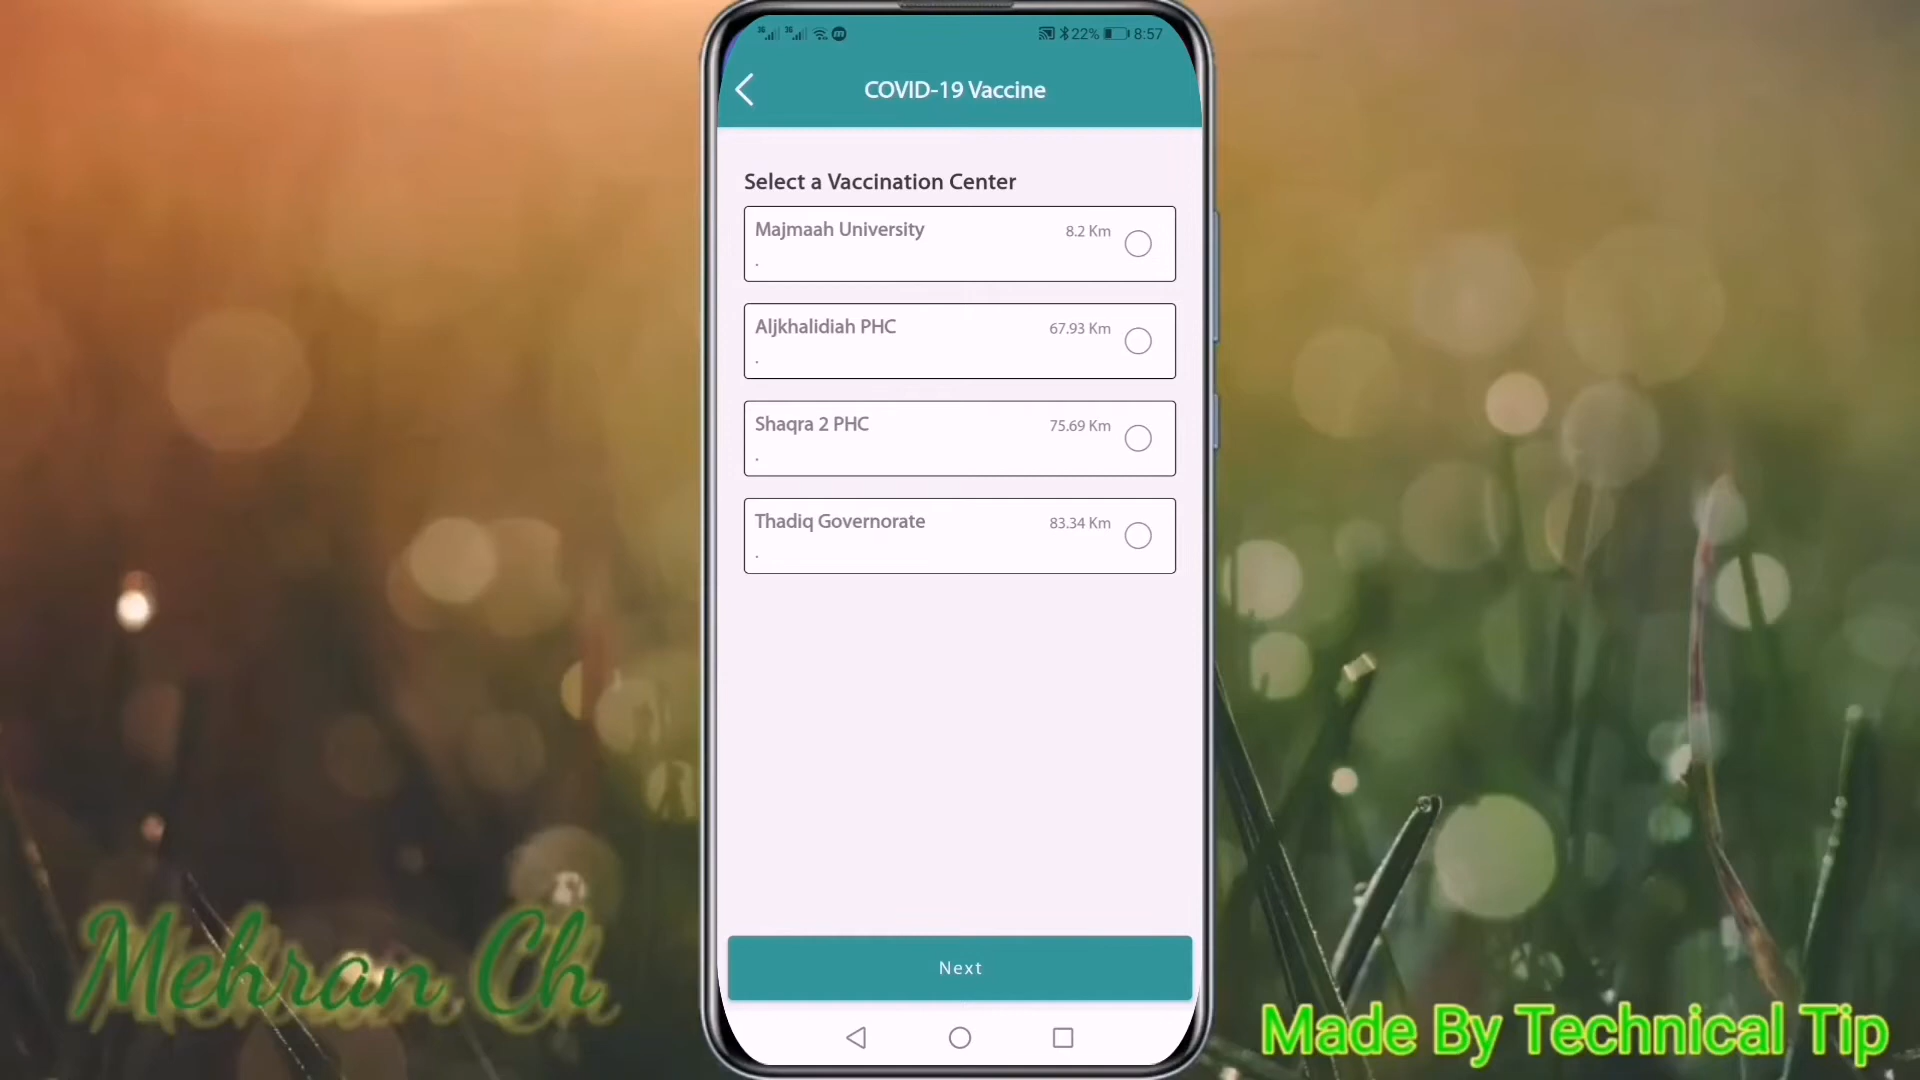 22% 8:57
COVID-19 Vaccine
Select a Vaccination Center
Majmaah University 8.2 Km
.
Aljkhalidiah PHC 67.93 Km
.
Shaqra 2 PHC 75.69 Km
.
Thadiq Governorate 83.34 Km
.
Next
Mehran Ch
Made By Technical Tip